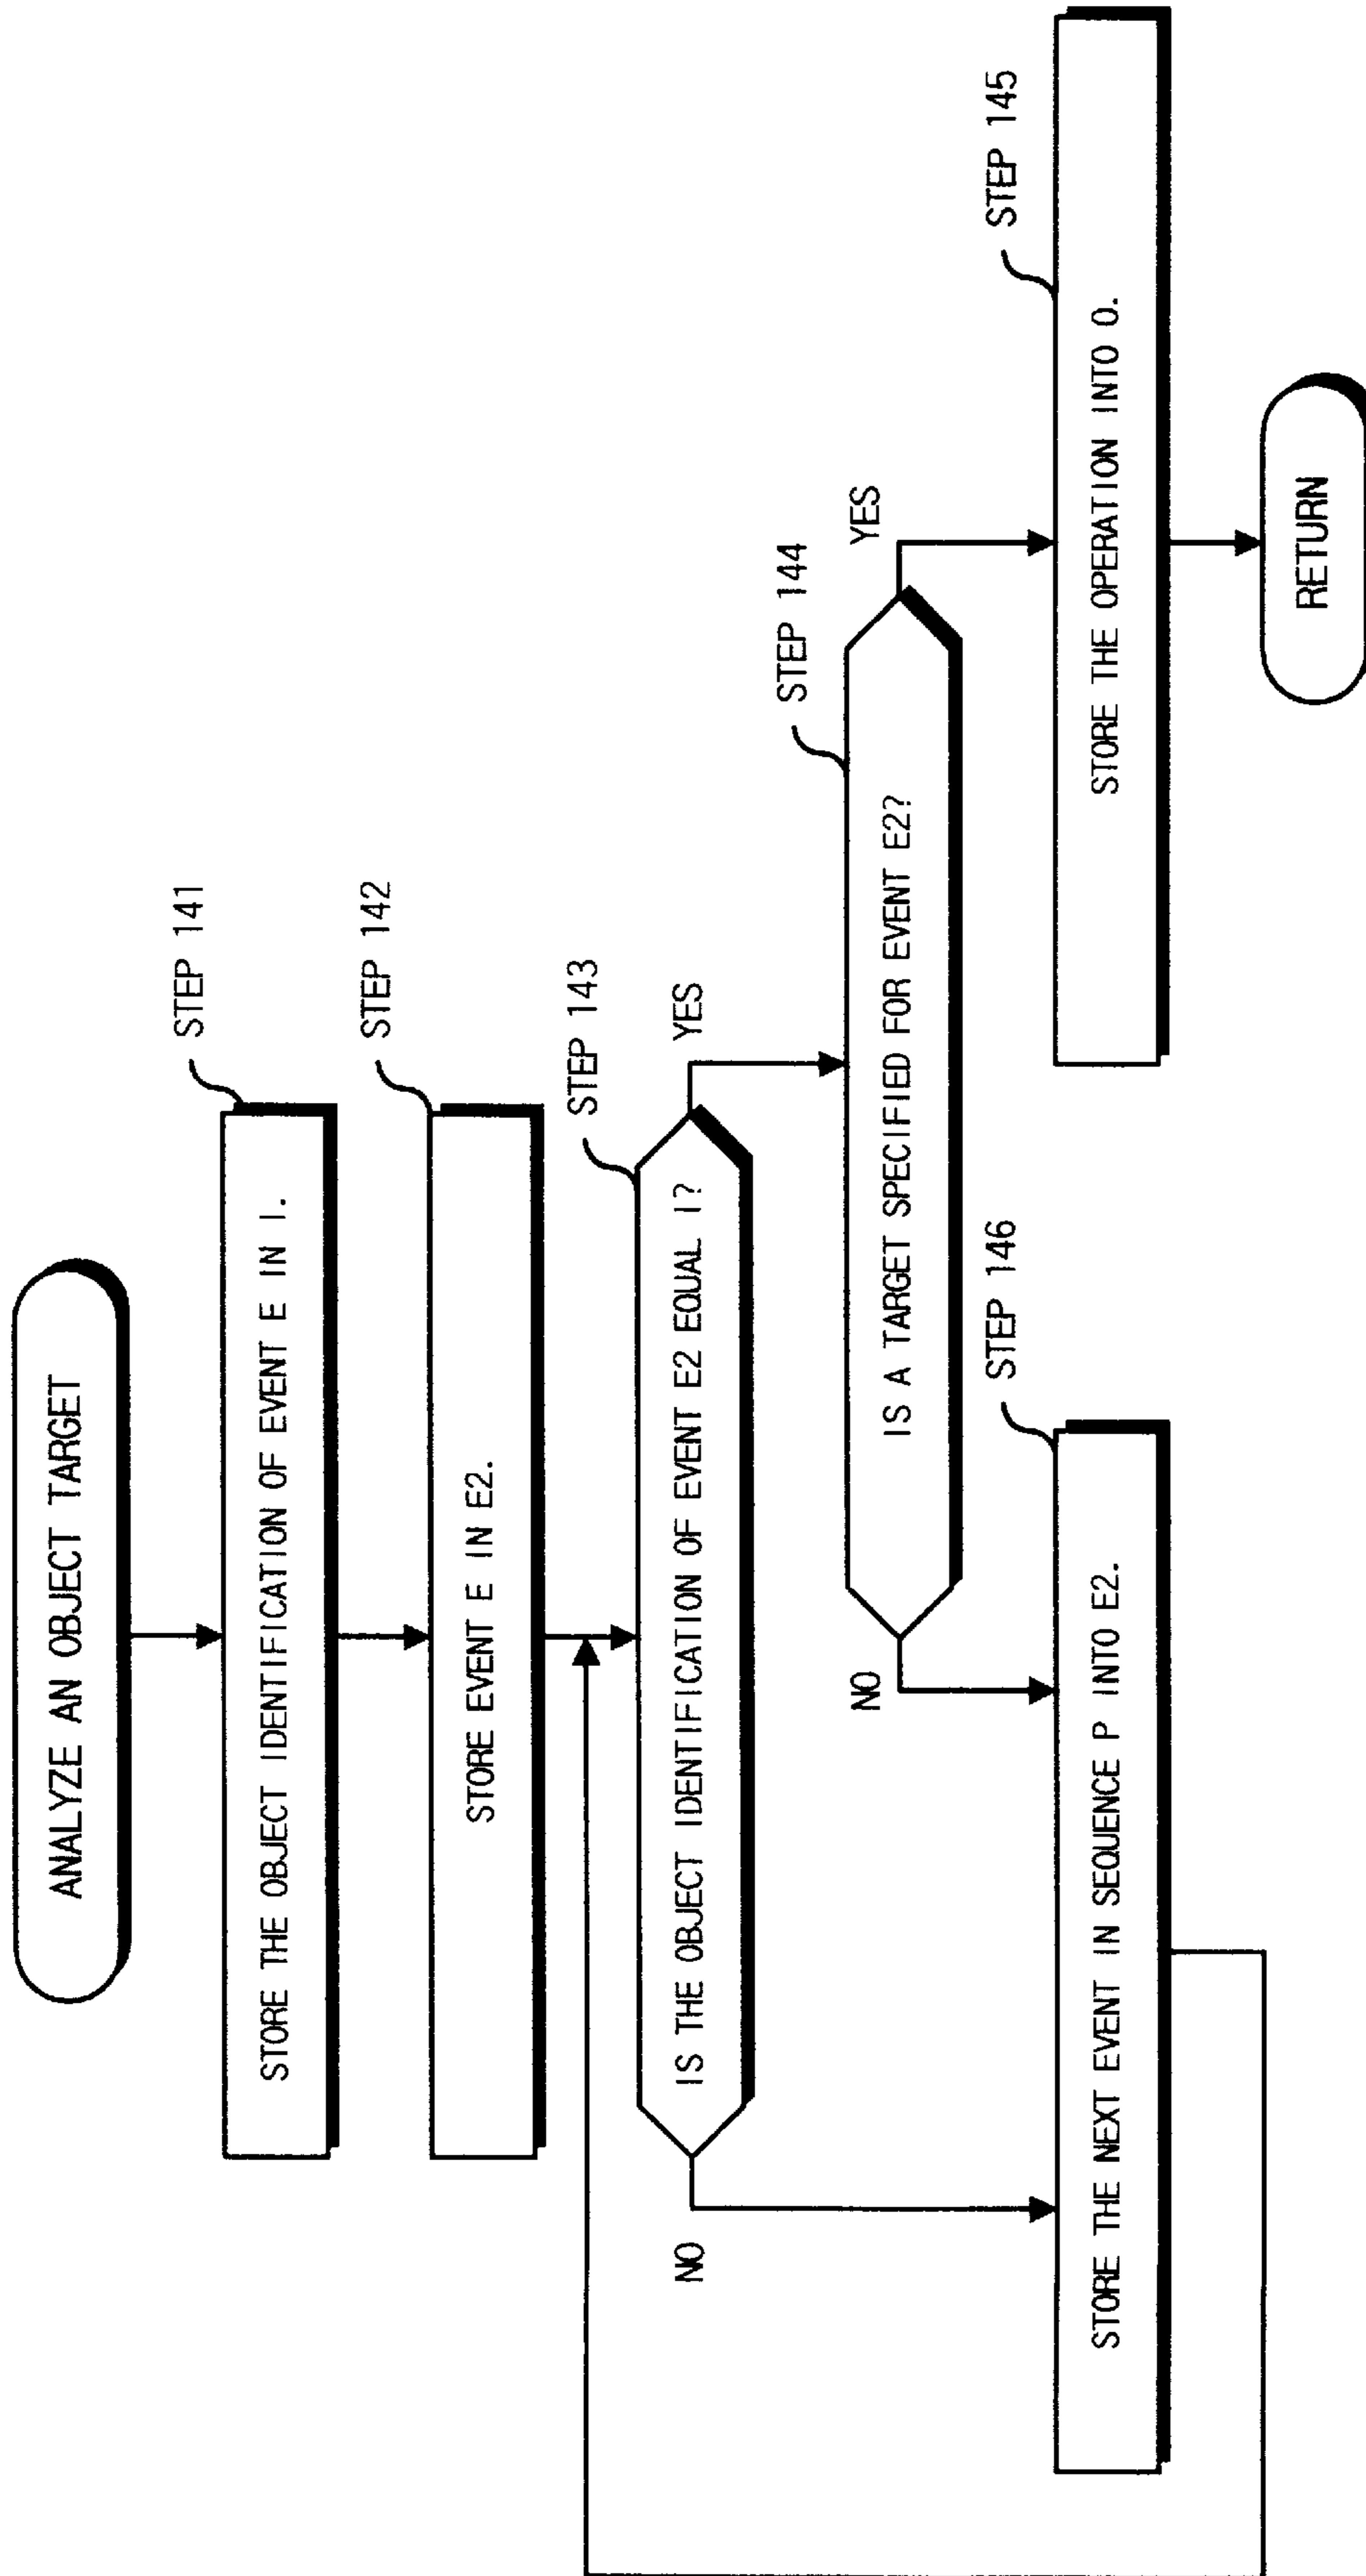 ANALYZE AN OBJECT TARGET
STEP 141
STORE THE OBJECT IDENTIFICATION OF EVENT E IN I.
STEP 142
STORE EVENT E IN E2.
STEP 143
IS THE OBJECT IDENTIFICATION OF EVENT E2 EQUAL I?
NO
YES
STEP 144
IS A TARGET SPECIFIED FOR EVENT E2?
NO
YES
STEP 146
STORE THE NEXT EVENT IN SEQUENCE P INTO E2.
STEP 145
STORE THE OPERATION INTO O.
RETURN